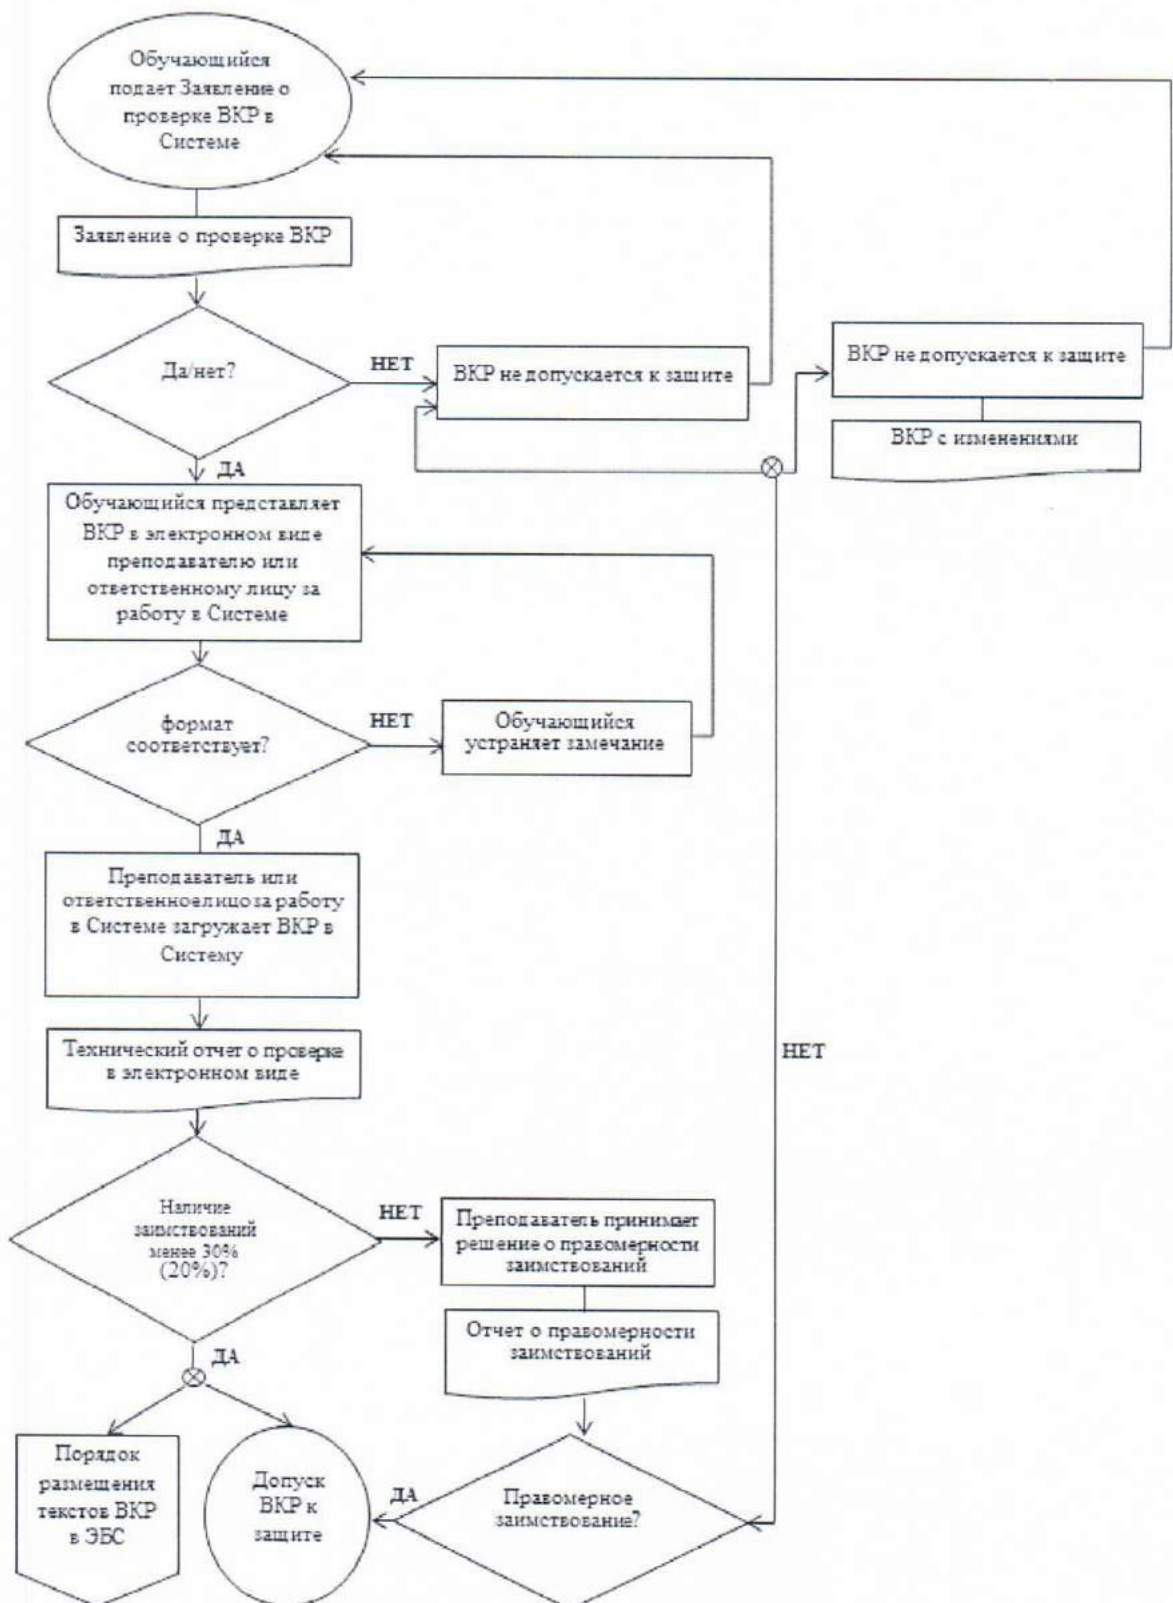 Обучающийся
подает Заявление о
проверке ВКР в
Системе
Заявление о проверке ВКР
Да/нет?
НЕТ
ВКР не допускается к защите
ВКР не допускается к защите
ВКР с изменениями
ДА
Обучающийся представляет
ВКР в электронном виде
преподавателю или
ответственному лицу за
работу в Системе
формат
соответствует?
НЕТ
Обучающийся
устраняет замечание
ДА
Преподаватель или
ответственноелицоза работу
в Системе загружает ВКР в
Систему
Технический отчет о проверке
в электронном виде
НЕТ
Наличие
заимствований
менее 30%
(20%)?
НЕТ
Преподаватель принимает
решение о правомерности
заимствований
Отчет о правомерности
заимствований
ДА
Порядок
размещения
текстов ВКР
в ЭБС
Допуск
ВКР к
защите
ДА
Правомерное
заимствование?